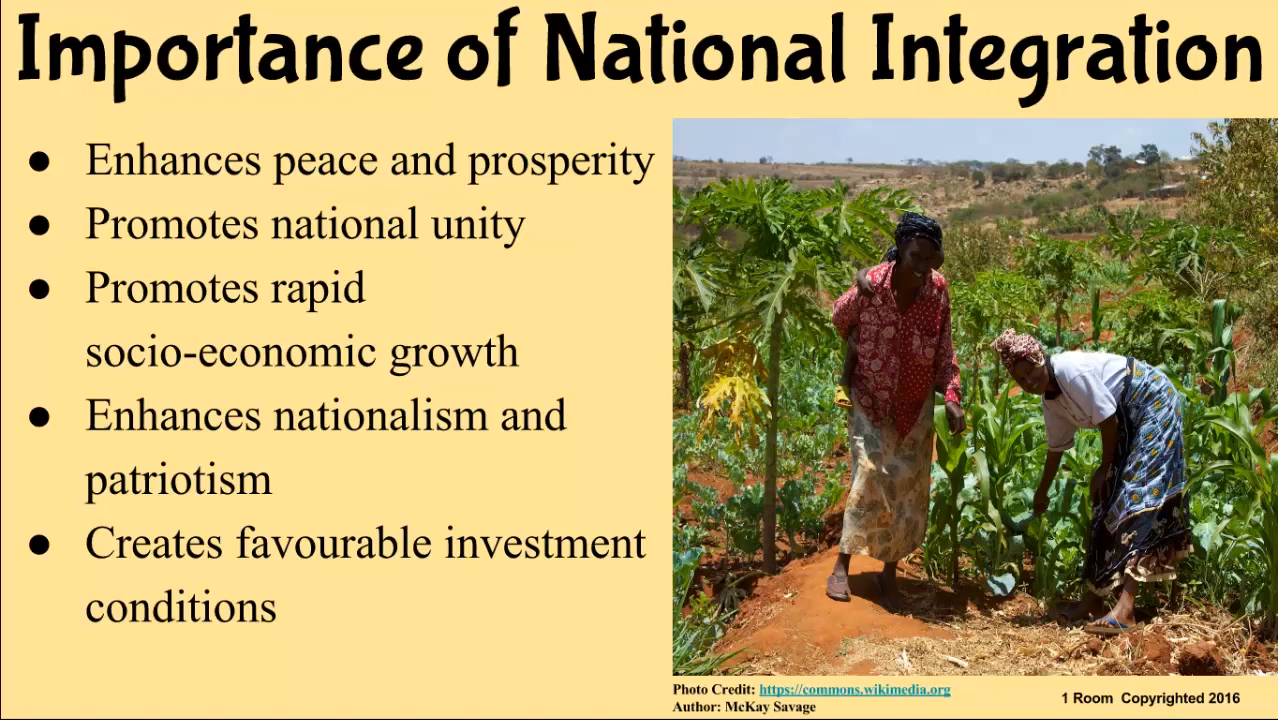 Importance of National Integration
● Enhances peace and prosperity
● Promotes national unity
● Promotes rapid
socio-economic growth
● Enhances nationalism and
patriotism
● Creates favourable investment
conditions
Photo Credit: https://commons.wikimedia.org
Author: McKay Savage
1 Room Copyrighted 2016